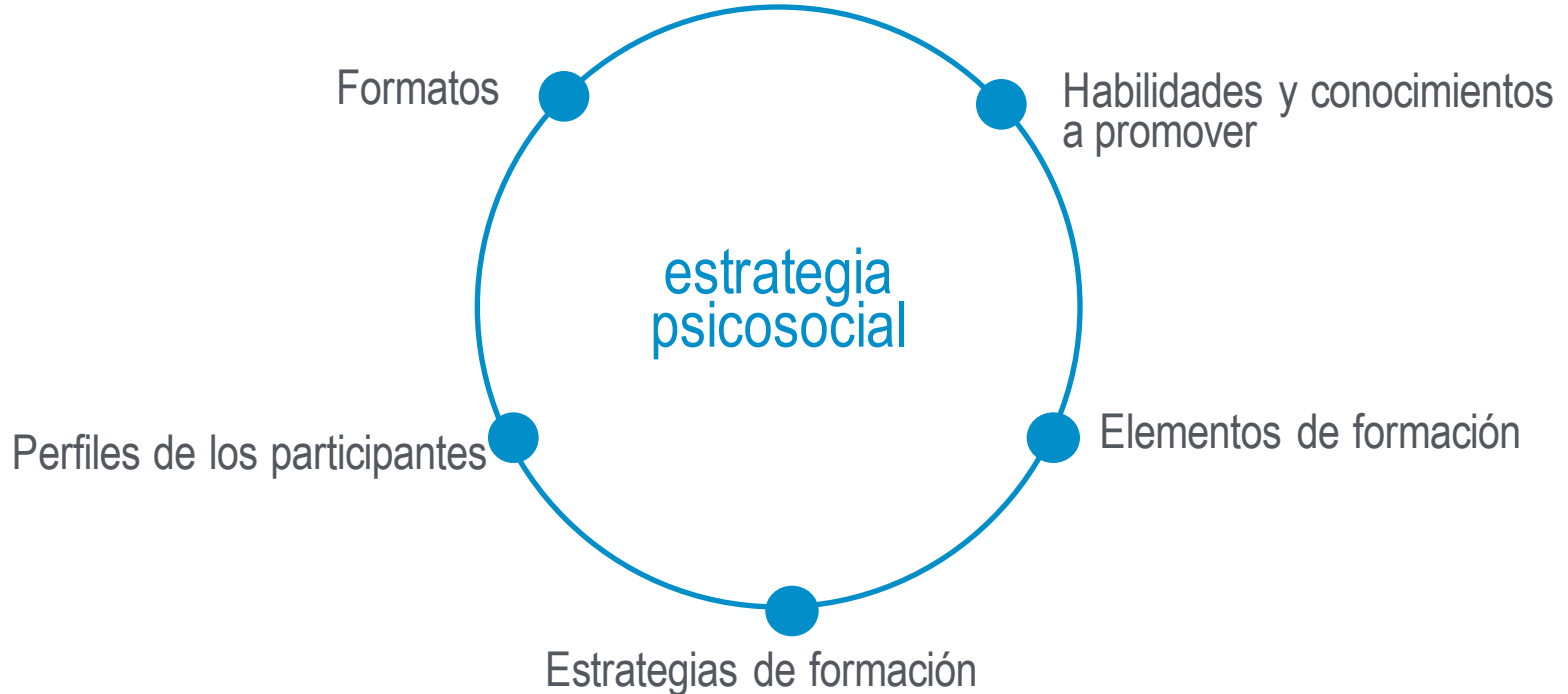 Formatos
Habilidades y conocimientos
a promover
estrategia
psicosocial
Elementos de formación
Perfiles de los participantes
Estrategias de formación